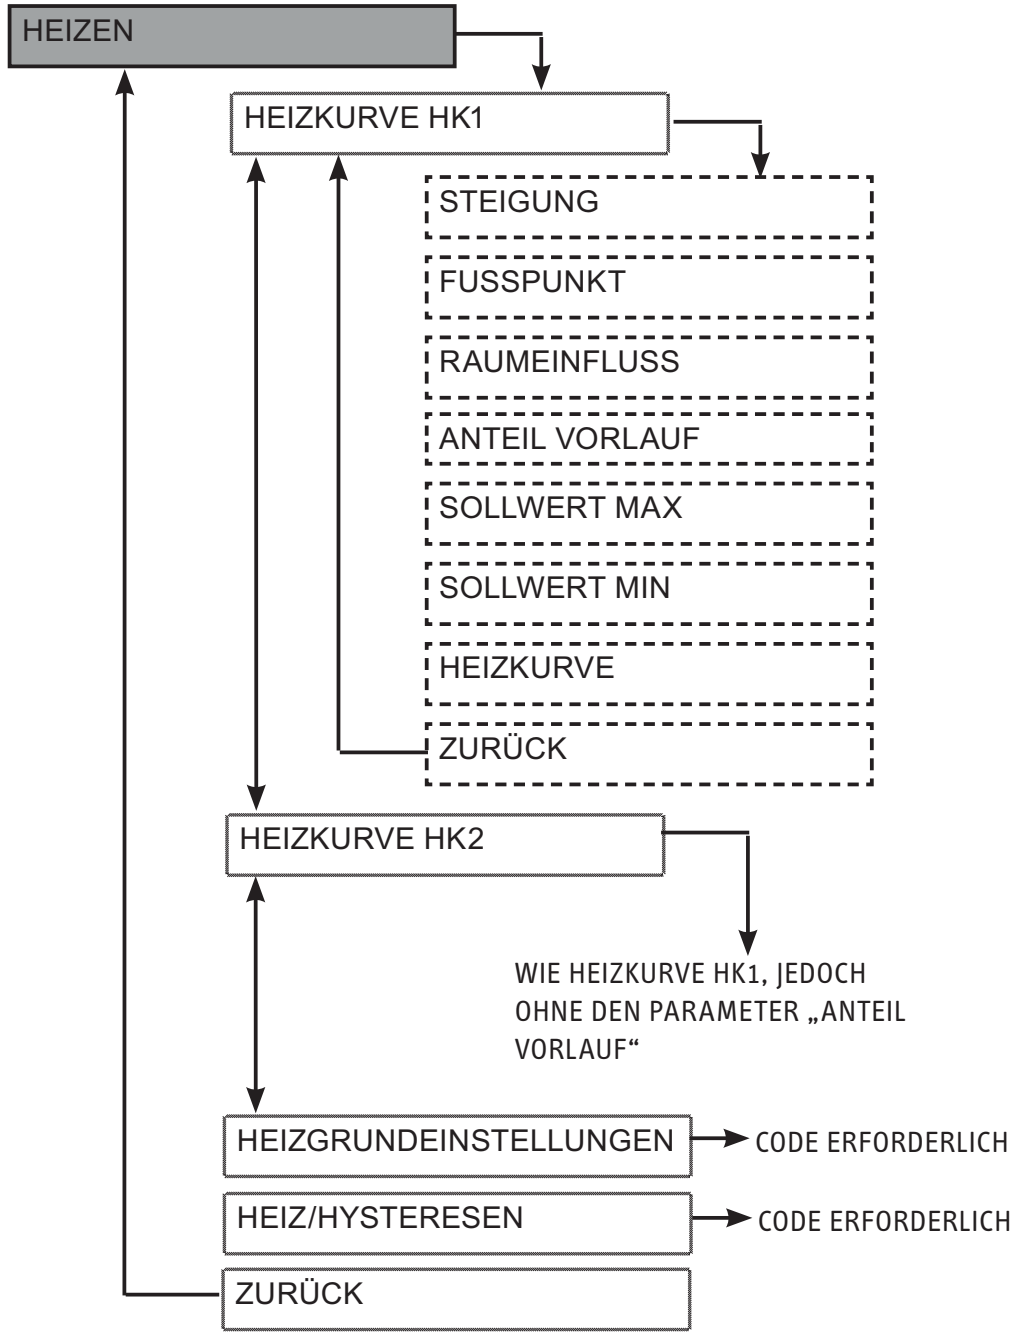 HEIZEN
HEIZKURVE HK1
STEIGUNG
FUSSPUNKT
RAUMEINFLUSS
ANTEIL VORLAUF
SOLLWERT MAX
SOLLWERT MIN
HEIZKURVE
ZURÜCK
HEIZKURVE HK2
WIE HEIZKURVE HK1, JEDOCH
OHNE DEN PARAMETER „ANTEIL
VORLAUF“
HEIZGRUNDEINSTELLUNGEN
CODE ERFORDERLICH
HEIZ/HYSTERESEN
CODE ERFORDERLICH
ZURÜCK